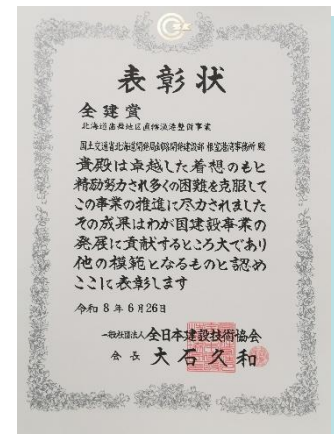 表彰状
全建賞
北海道歯舞地区直轄漁港整備事業
国土交通省北海道開発局釧路開発建設部 根室港湾事務所 殿
貴殿は卓越した着想のもと
精励努力され多くの困難を克服して
この事業の推進に尽力されました
その成果はわが国建設事業の
発展に貢献するところ大であり
他の模範となるものと認め
ここに表彰します
令和8年6月26日
一般社団法人 全日本建設技術協会
会長 大石久和